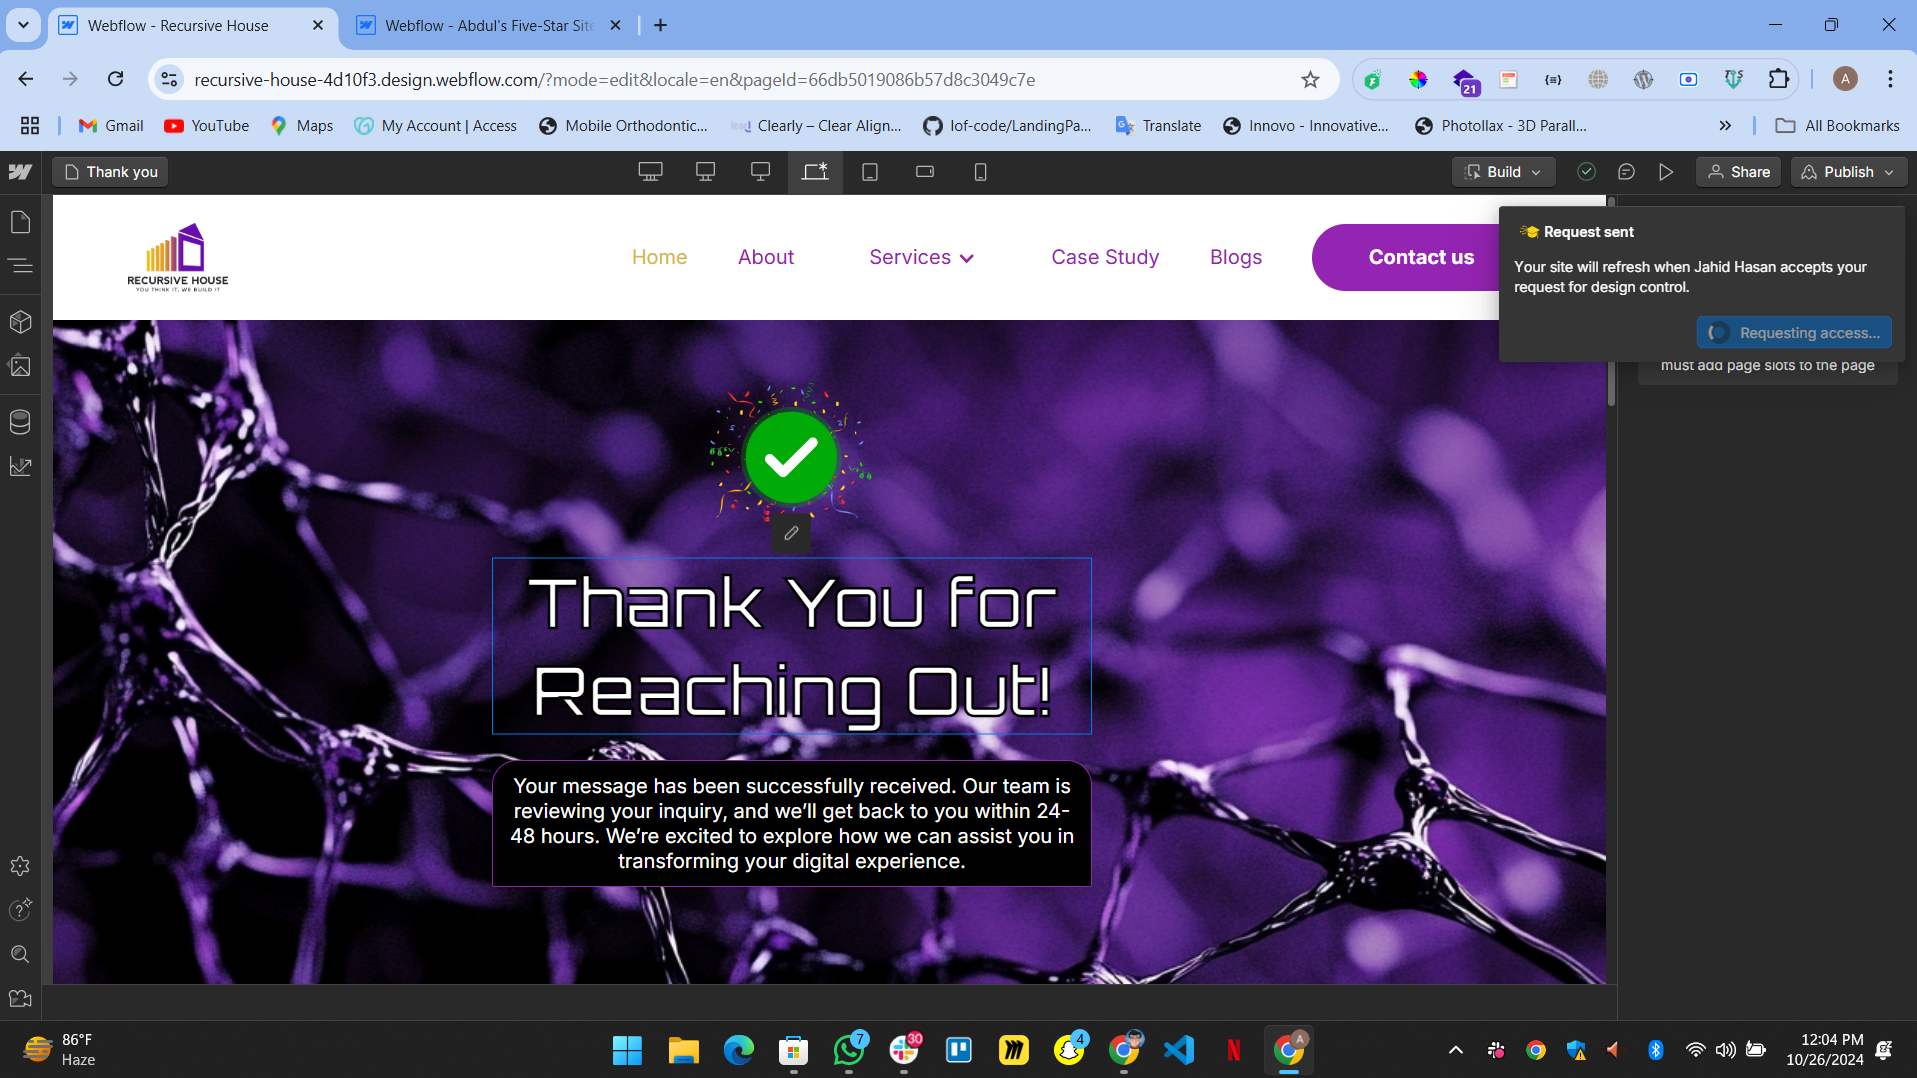 Webflow - Recursive House
Webflow - Abdul's Five-Star Site
recursive-house-4d10f3.design.webflow.com/?mode=edit&locale=en&pageId=66db5019086b57d8c3049c7e
21
A
Gmail
YouTube
Maps
My Account | Access
Mobile Orthodontic...
Clearly – Clear Align...
lof-code/LandingPa...
Translate
Innovo - Innovative...
Photollax - 3D Parall...
All Bookmarks
Thank you
Build
Share
Publish
RECURSIVE HOUSE
YOU THINK IT, WE BUILD IT
Home
About
Services
Case Study
Blogs
Contact us
Request sent
Your site will refresh when Jahid Hasan accepts your
request for design control.
Requesting access...
must add page slots to the page
Thank You for
Reaching Out!
Your message has been successfully received. Our team is
reviewing your inquiry, and we’ll get back to you within 24-
48 hours. We’re excited to explore how we can assist you in
transforming your digital experience.
86°F
Haze
7
30
4
A
12:04 PM
10/26/2024